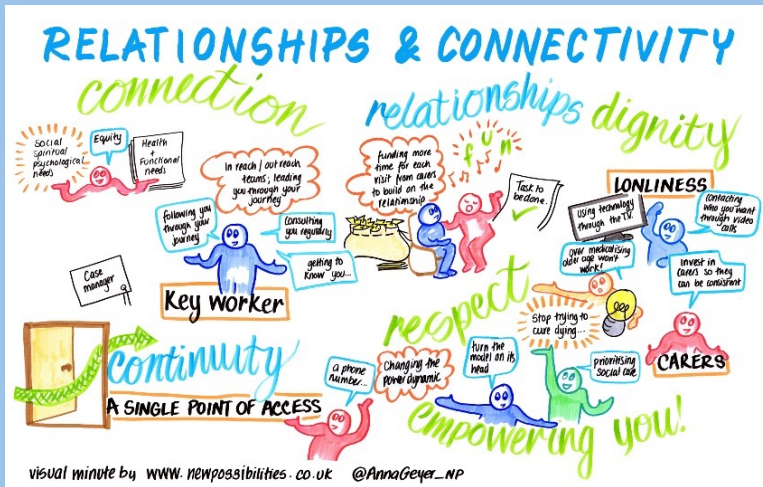 RELATIONSHIPS & CONNECTIVITY
connection
relationships
dignity
Social
spiritual
psychological
needs
Equity
Health
+
Functional
needs
In reach / out reach
teams; leading
you through your
journey
following you
through your
journey
consulting
you regularly
getting to
know you...
Key worker
Case
manager
funding more
time for each
visit from carers
to build on the
relationship
fun
Task to
be done.
LONLINESS
using technology
through the T.V.
contacting
who you want
through video
calls
over medicalising
older age won't
work!
invest in
carers so they
can be consistent
CARERS
respect
Stop trying to
cure dying...
continuity
A SINGLE POINT OF ACCESS
a phone
number...
Changing the
power dynamic
turn the
model on its
head
prioritising
social care
empowering you!
visual minute by www.newpossibilities.co.uk @AnnaGeyer_NP